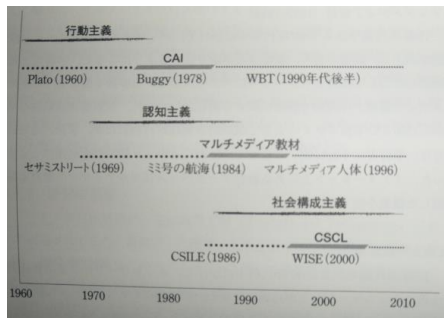 行動主義
CAI
Plato(1960) Buggy(1978) WBT(1990年代後半)
認知主義
マルチメディア教材
セサミストリート(1969) ミミ号の航海(1984) マルチメディア人体(1996)
社会構成主義
CSCL
CSILE(1986) WISE(2000)
1960 1970 1980 1990 2000 2010